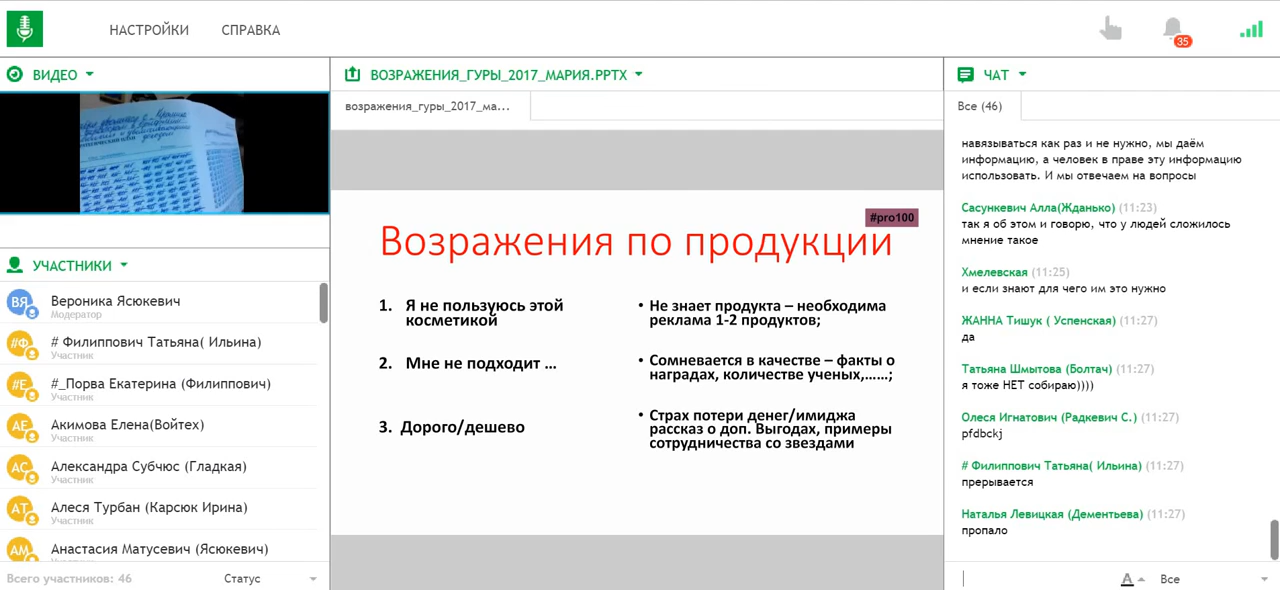 НАСТРОЙКИ
СПРАВКА
35
ВИДЕО
УЧАСТНИКИ
ВЯ
Вероника Ясюкевич
Модератор
#Ф
# Филиппович Татьяна( Ильина)
Участник
#Е
#_Порва Екатерина (Филиппович)
Участник
АЕ
Акимова Елена(Войтех)
Участник
АС
Александра Субчюс (Гладкая)
Участник
АТ
Алеся Турбан (Карсюк Ирина)
Участник
АМ
Анастасия Матусевич (Ясюкевич)
Всего участников: 46
Статус
ВОЗРАЖЕНИЯ_ГУРЫ_2017_МАРИЯ.PPTX
возражения_гуры_2017_ма...
#pro100
Возражения по продукции
1. Я не пользуюсь этой
косметикой
2. Мне не подходит ...
3. Дорого/дешево
• Не знает продукта – необходима
реклама 1-2 продуктов;
• Сомневается в качестве – факты о
наградах, количестве ученых,……;
• Страх потери денег/имиджа
рассказ о доп. Выгодах, примеры
сотрудничества со звездами
ЧАТ
Все (46)
навязываться как раз и не нужно, мы даём
информацию, а человек в праве эту информацию
использовать. И мы отвечаем на вопросы
Сасункевич Алла(Жданько) (11:23)
так я об этом и говорю, что у людей сложилось
мнение такое
Хмелевская (11:25)
и если знают для чего им это нужно
ЖАННА Тишук ( Успенская) (11:27)
да
Татьяна Шмытова (Болтач) (11:27)
я тоже НЕТ собираю))))
Олеся Игнатович (Радкевич С.) (11:27)
pfdbckj
# Филиппович Татьяна( Ильина) (11:27)
прерывается
Наталья Левицкая (Дементьева) (11:27)
пропало
А
Все